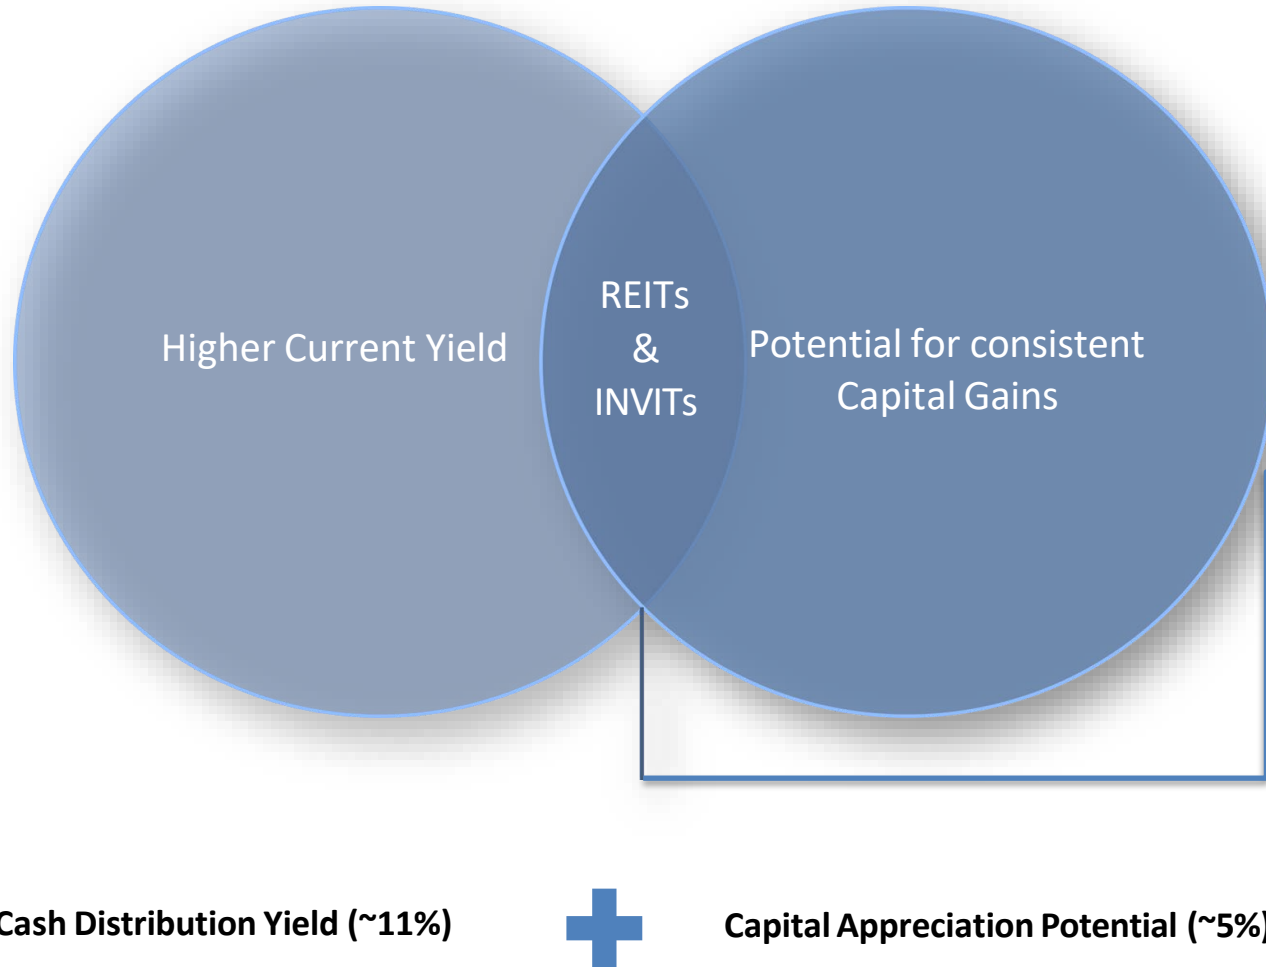 Higher Current Yield
REITs
&
INVITs
Potential for consistent
Capital Gains
Cash Distribution Yield (~11%)
Capital Appreciation Potential (~5%)